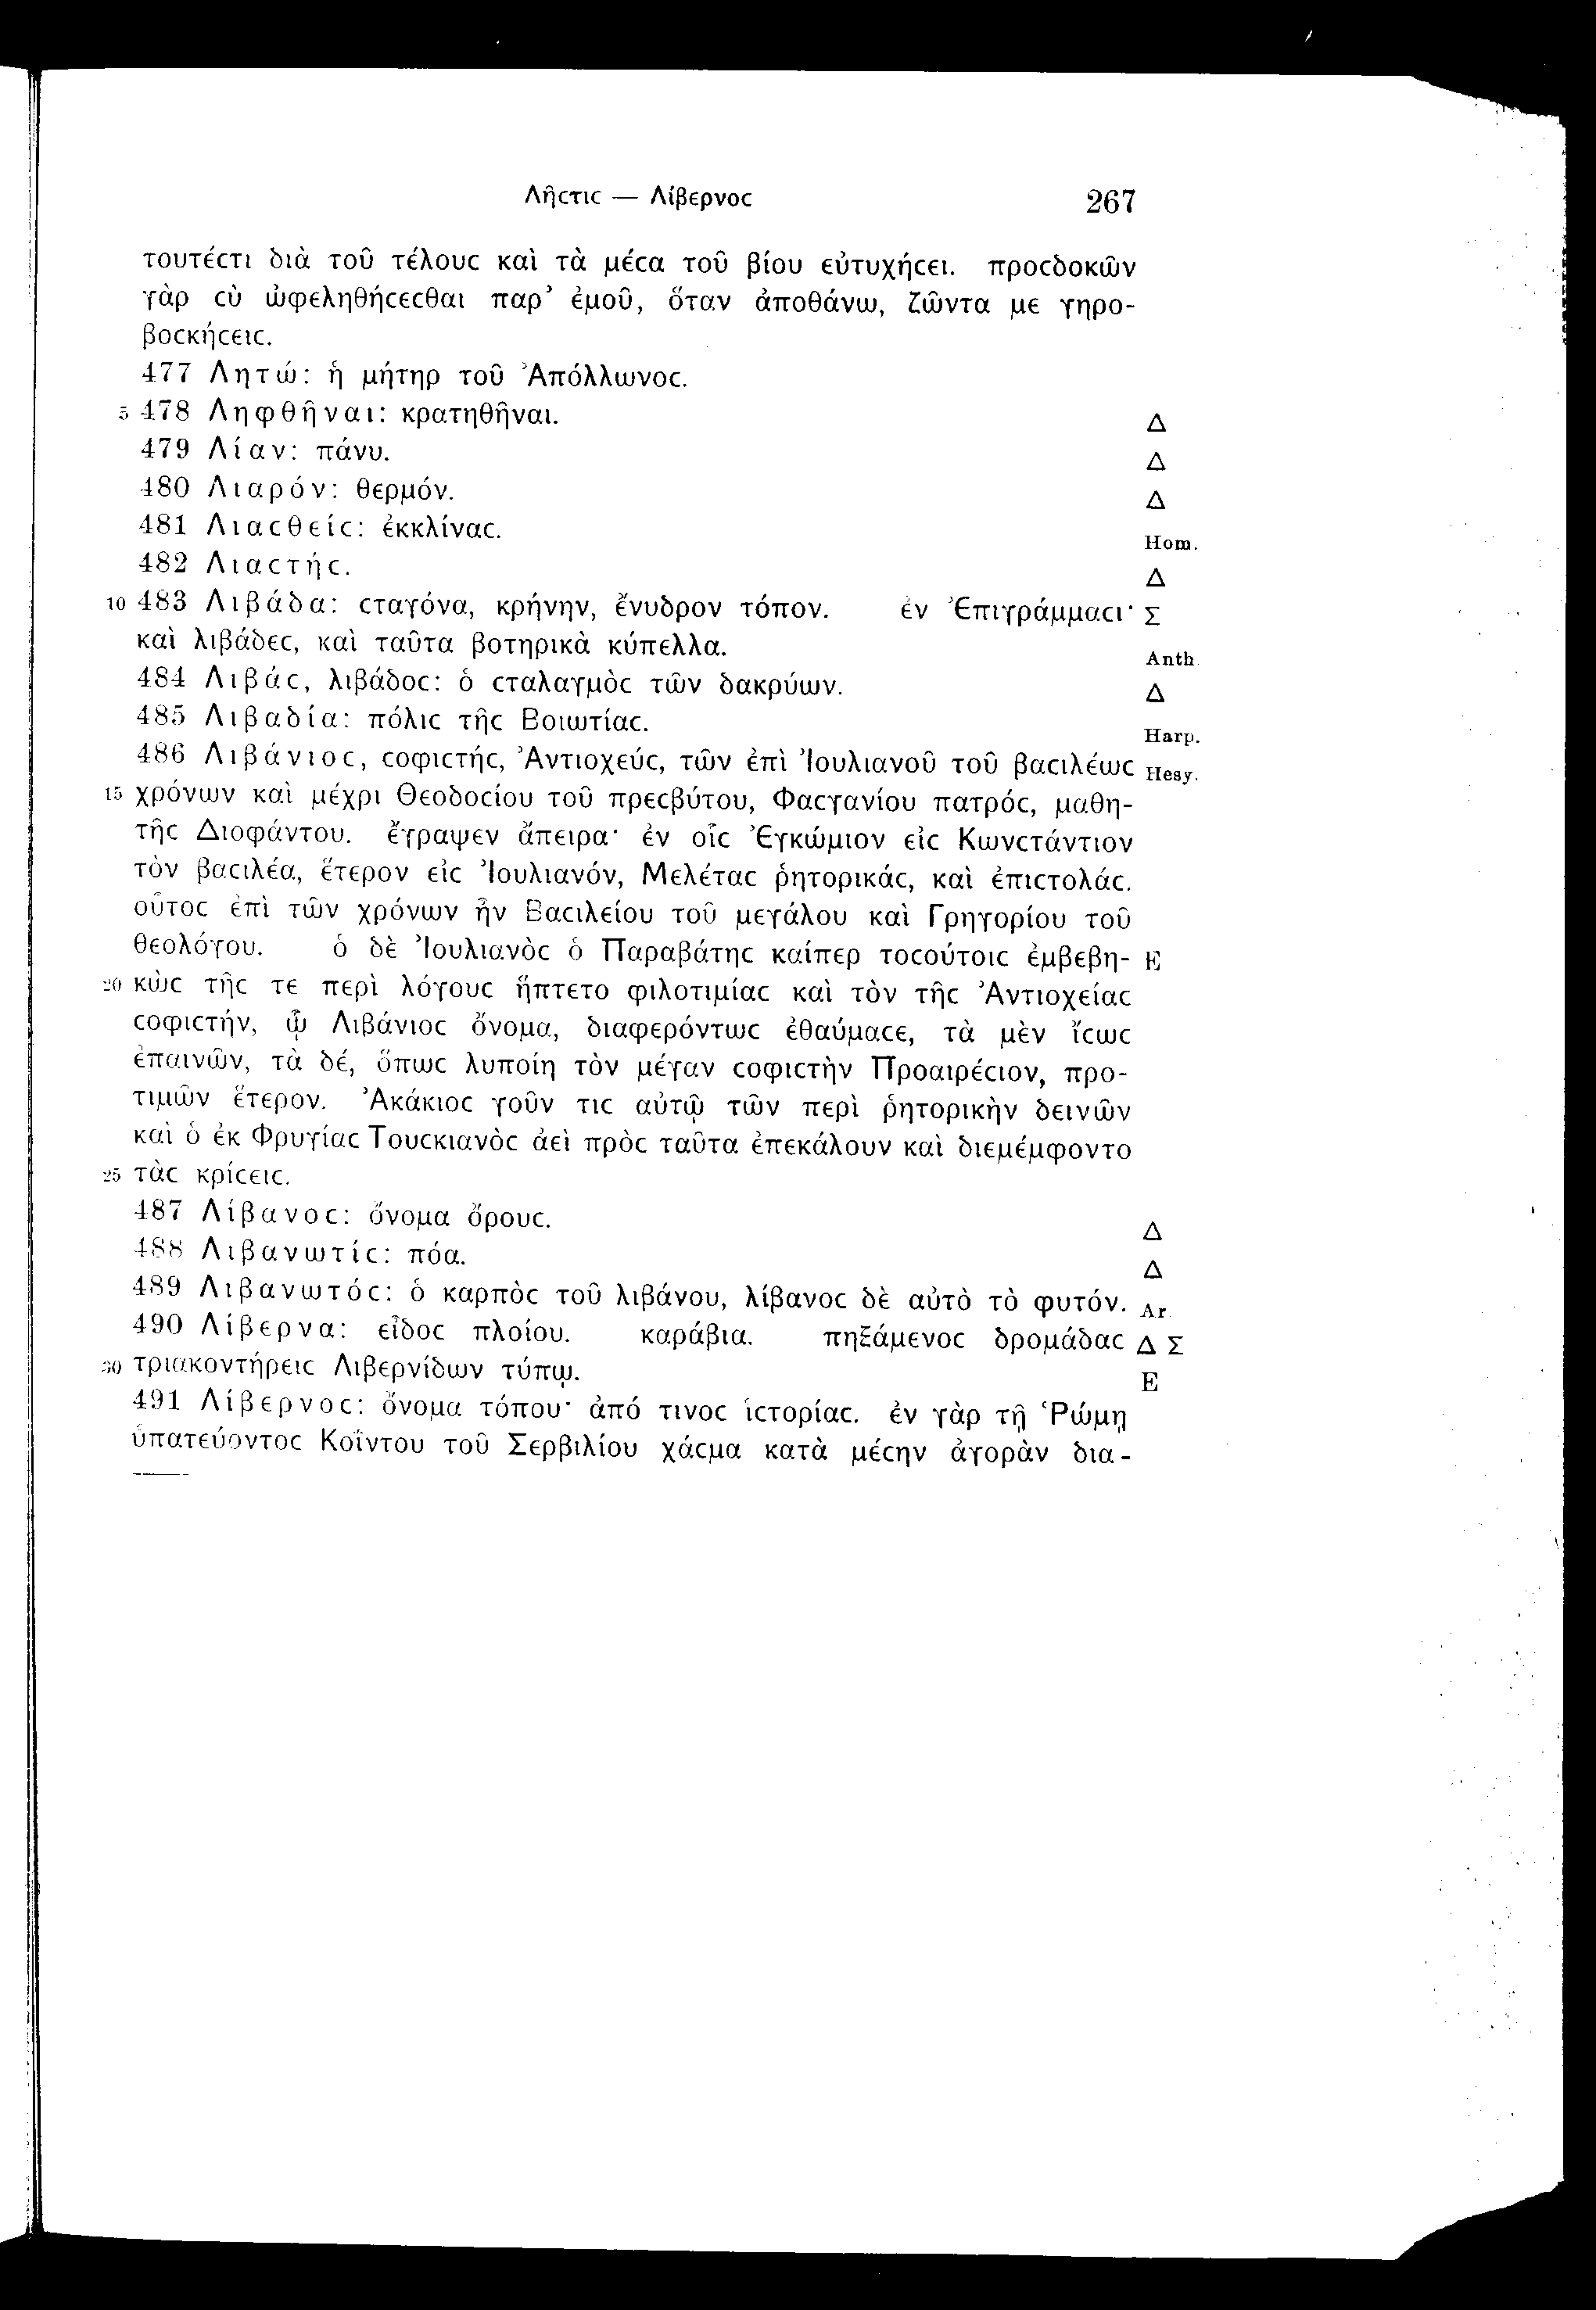 Λῆϲτιϲ — Λίβερνοϲ 267
τουτέϲτι διὰ τοῦ τέλουϲ καὶ τὰ μέϲα τοῦ βίου εὐτυχήϲει. προϲδοκῶν
γὰρ ϲὺ ὠφεληθήϲεϲθαι παρ’ ἐμοῦ, ὅταν ἀποθάνω, ζῶντα με γηρο-
βοϲκήϲειϲ.
477 Λητώ: ἡ μήτηρ τοῦ Ἀπόλλωνοϲ.
5 478 Ληφθῆναι: κρατηθῆναι. Δ
479 Λίαν: πάνυ. Δ
480 Λιαρόν: θερμόν. Δ
481 Λιαϲθείϲ: ἐκκλίναϲ. Hom.
482 Λιαϲτήϲ. Δ
10 483 Λιβάδα: ϲταγόνα, κρήνην, ἔνυδρον τόπον. ἐν Ἐπιγράμμαϲι· Σ
καὶ λιβάδεϲ, καὶ ταῦτα βοτηρικὰ κύπελλα. Anth.
484 Λιβάϲ, λιβάδοϲ: ὁ ϲταλαγμὸϲ τῶν δακρύων. Δ
485 Λιβαδία: πόλιϲ τῆϲ Βοιωτίαϲ. Harp.
486 Λιβάνιοϲ, ϲοφιϲτήϲ, Ἀντιοχεύϲ, τῶν ἐπὶ Ἰουλιανοῦ τοῦ βαϲιλέωϲ Hesy.
15 χρόνων καὶ μέχρι Θεοδοϲίου τοῦ πρεϲβύτου, Φαϲγανίου πατρόϲ, μαθη-
τῆϲ Διοφάντου. ἔγραψεν ἄπειρα· ἐν οἷϲ Ἐγκώμιον εἰϲ Κωνϲτάντιον
τὸν βαϲιλέα, ἕτερον εἰϲ Ἰουλιανόν, Μελέταϲ ῥητορικάϲ, καὶ ἐπιϲτολάϲ.
οὗτοϲ ἐπὶ τῶν χρόνων ἦν Βαϲιλείου τοῦ μεγάλου καὶ Γρηγορίου τοῦ
θεολόγου. ὁ δὲ Ἰουλιανὸϲ ὁ Παραβάτηϲ καίπερ τοϲούτοιϲ ἐμβεβη- E
20 κὼϲ τῆϲ τε περὶ λόγουϲ ἥπτετο φιλοτιμίαϲ καὶ τὸν τῆϲ Ἀντιοχείαϲ
ϲοφιϲτήν, ᾧ Λιβάνιοϲ ὄνομα, διαφερόντωϲ ἐθαύμαϲε, τὰ μὲν ἴϲωϲ
ἐπαινῶν, τὰ δέ, ὅπωϲ λυποίη τὸν μέγαν ϲοφιϲτὴν Προαιρέϲιον, προ-
τιμῶν ἕτερον. Ἀκάκιοϲ γοῦν τιϲ αὐτῷ τῶν περὶ ῥητορικὴν δεινῶν
καὶ ὁ ἐκ Φρυγίαϲ Τουϲκιανὸϲ ἀεὶ πρὸϲ ταῦτα ἐπεκάλουν καὶ διεμέμφοντο
25 τὰϲ κρίϲειϲ.
487 Λίβανοϲ: ὄνομα ὄρουϲ. Δ
488 Λιβανωτίϲ: πόα. Δ
489 Λιβανωτόϲ: ὁ καρπὸϲ τοῦ λιβάνου, λίβανοϲ δὲ αὐτὸ τὸ φυτόν. Ar
490 Λίβερνα: εἶδοϲ πλοίου. καράβια. πηξάμενοϲ δρομάδαϲ Δ Σ
30 τριακοντήρειϲ Λιβερνίδων τύπῳ. E
491 Λίβερνοϲ: ὄνομα τόπου· ἀπό τινοϲ ἱϲτορίαϲ. ἐν γὰρ τῇ Ῥώμῃ
ὑπατεύοντοϲ Κοΐντου τοῦ Σερβιλίου χάϲμα κατὰ μέϲην ἀγορὰν δια-